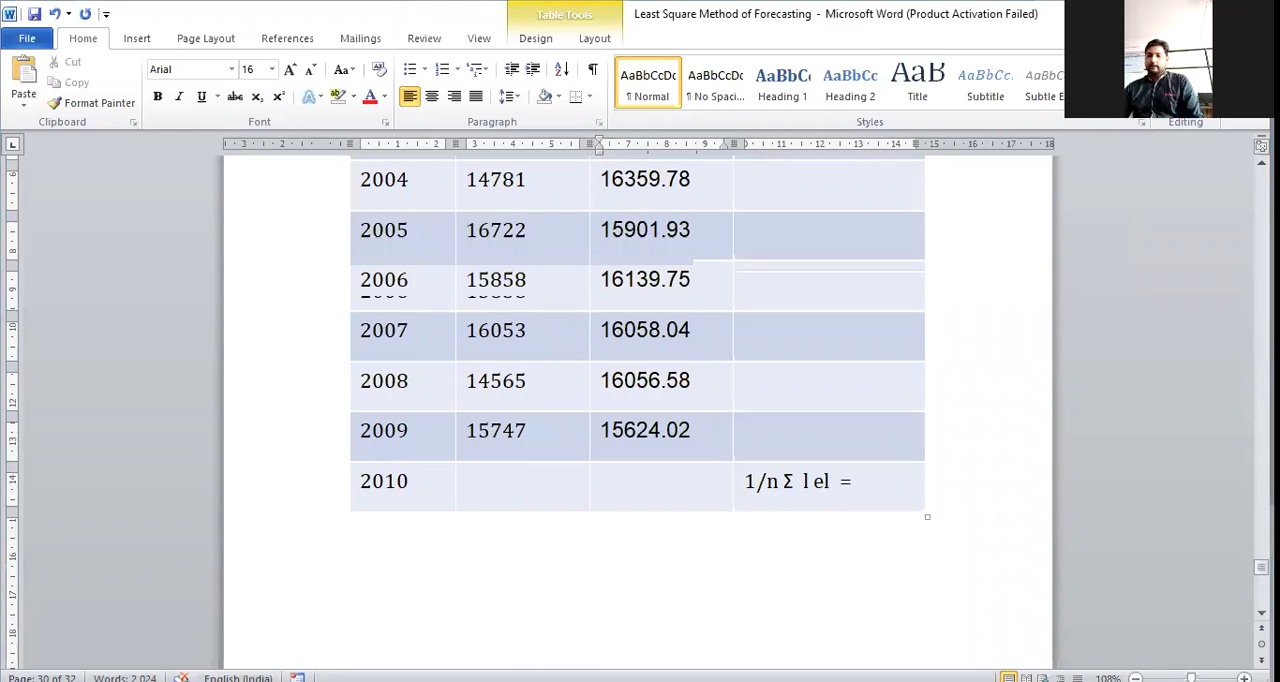 Table Tools
Least Square Method of Forecasting - Microsoft Word (Product Activation Failed)
File Home Insert Page Layout References Mailings Review View Design Layout
Paste
Cut
Copy
Format Painter
Clipboard
Arial 16
Font
Paragraph
AaBbCcDc AaBbCcDc AaBbC AaBbCc AaB AaBbCc. AaBbCc
¶ Normal ¶ No Spaci... Heading 1 Heading 2 Title Subtitle Subtle E
Styles
Editing
2004 14781 16359.78
2005 16722 15901.93
2006 15858 16139.75
2007 16053 16058.04
2008 14565 16056.58
2009 15747 15624.02
2010 1/n Σ l el =
Page: 30 of 32 Words: 2,024 English (India) 108%